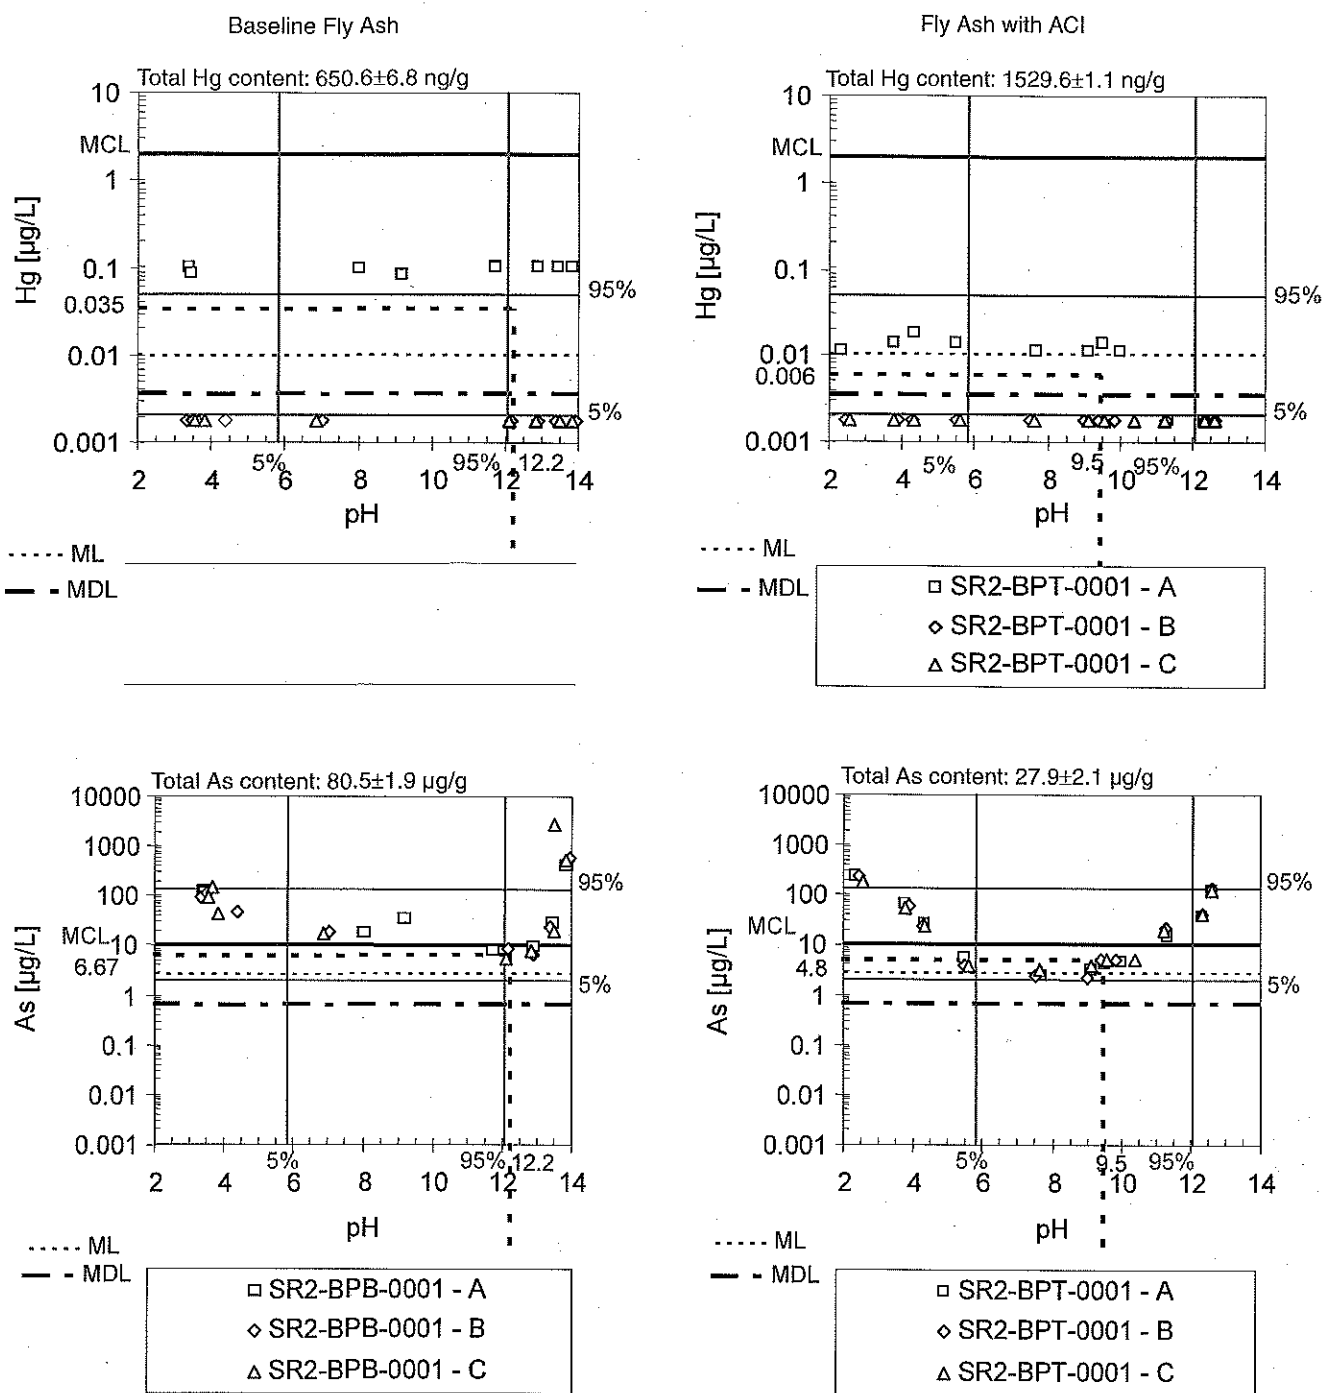 Baseline Fly Ash
Total Hg content: 650.6±6.8 ng/g
10
MCL
1
Hg [µg/L]
0.1
0.035
0.01
0.001
95%
5%
5%
95%
12.2
2 4 6 8 10 12 14
pH
ML
MDL
Fly Ash with ACI
Total Hg content: 1529.6±1.1 ng/g
10
MCL
1
Hg [µg/L]
0.1
0.01
0.006
0.001
95%
5%
5%
9.5
95%
2 4 6 8 10 12 14
pH
ML
MDL
SR2-BPT-0001 - A
SR2-BPT-0001 - B
SR2-BPT-0001 - C
Total As content: 80.5±1.9 µg/g
10000
1000
100
MCL
10
6.67
As [µg/L]
1
0.1
0.01
0.001
95%
5%
5%
95%
12.2
2 4 6 8 10 12 14
pH
ML
MDL
SR2-BPB-0001 - A
SR2-BPB-0001 - B
SR2-BPB-0001 - C
Total As content: 27.9±2.1 µg/g
10000
1000
100
MCL
10
4.8
As [µg/L]
1
0.1
0.01
0.001
95%
5%
5%
9.5
95%
2 4 6 8 10 12 14
pH
ML
MDL
SR2-BPT-0001 - A
SR2-BPT-0001 - B
SR2-BPT-0001 - C